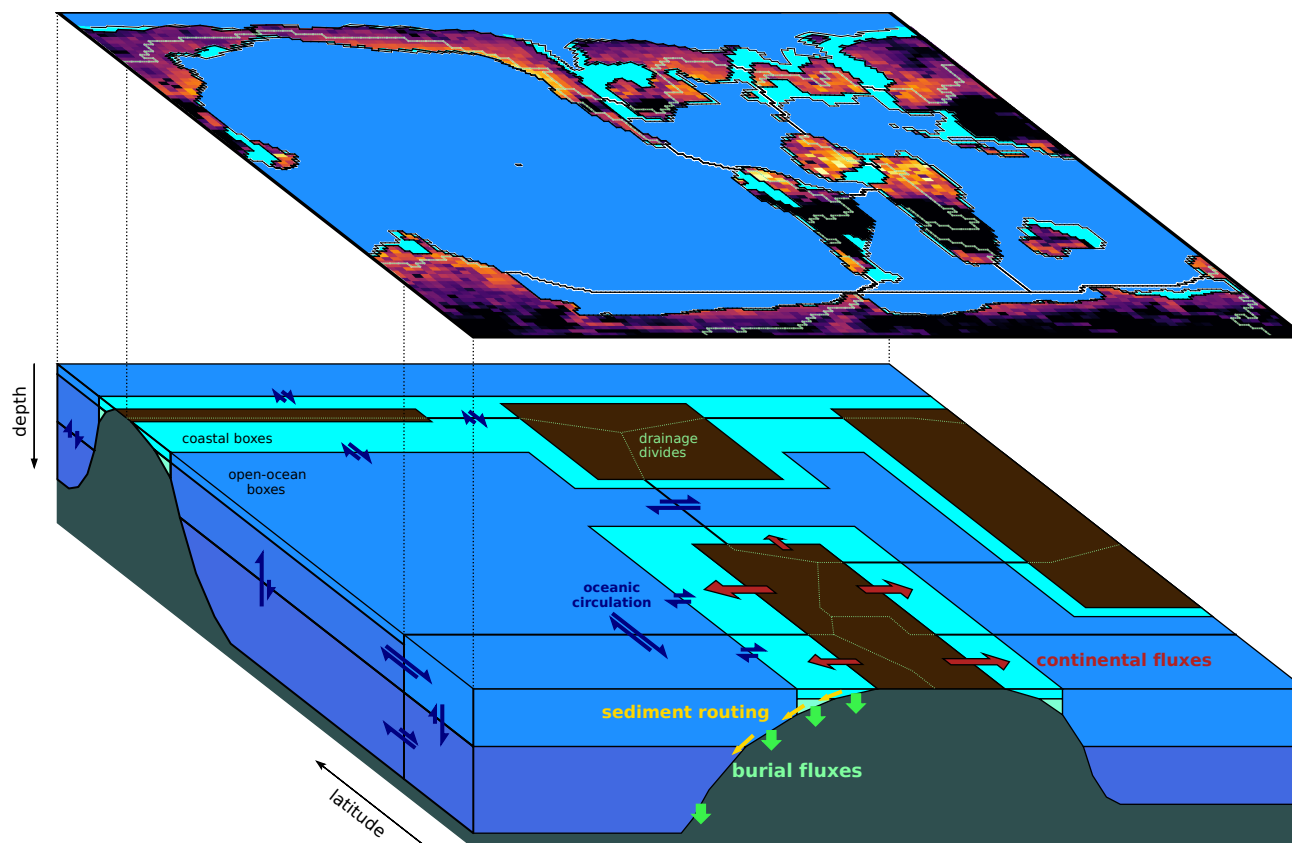 depth
coastal boxes
open-ocean
boxes
drainage
divides
oceanic
circulation
continental fluxes
sediment routing
burial fluxes
latitude